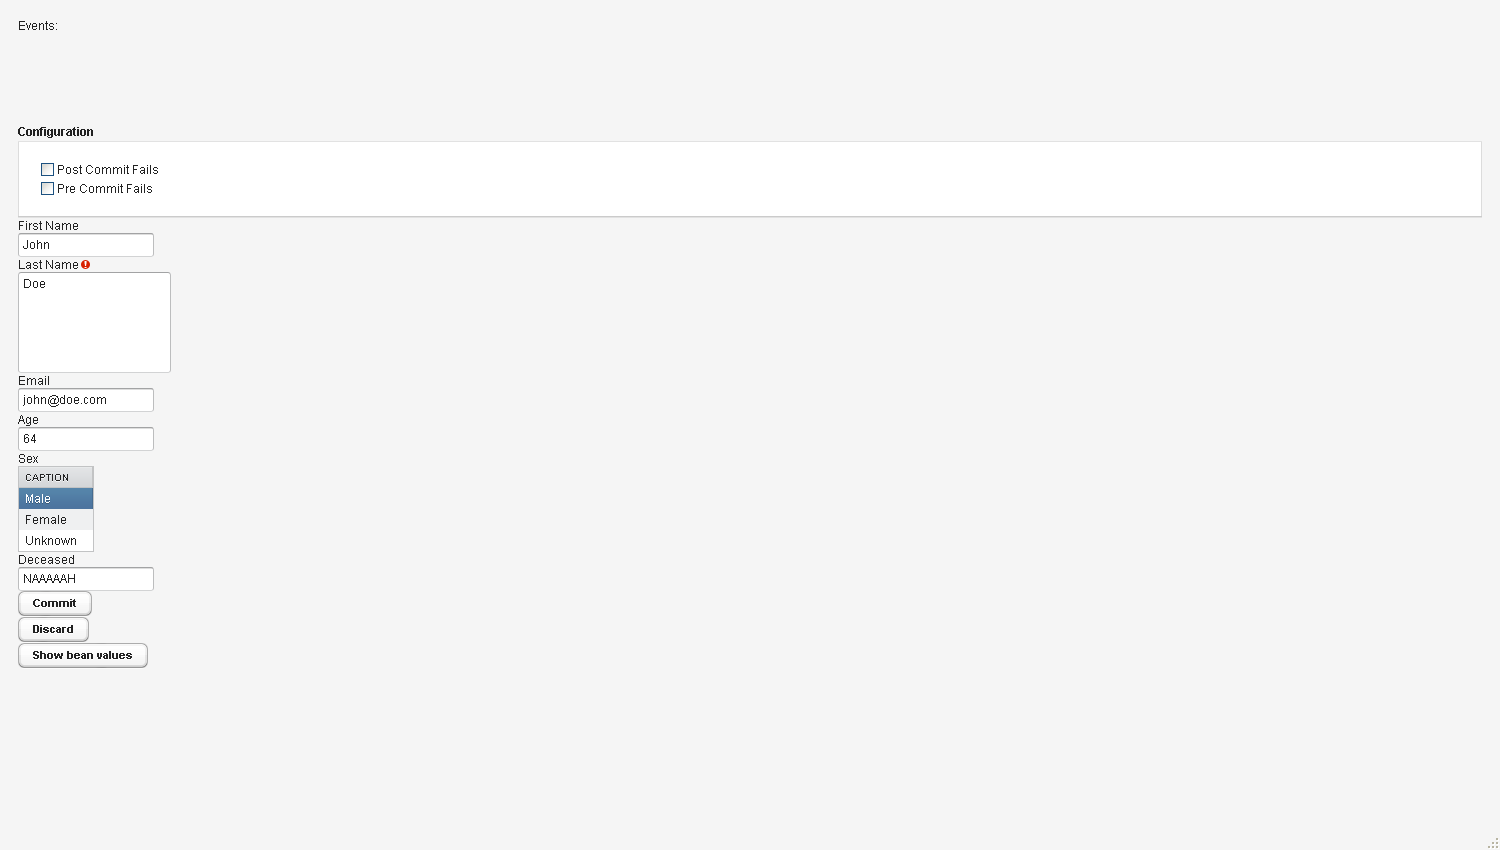 Events:
Configuration
Post Commit Fails
Pre Commit Fails
First Name
John
Last Name
Doe
Email
john@doe.com
Age
64
Sex
CAPTION
Male
Female
Unknown
Deceased
NAAAAAH
Commit
Discard
Show bean values